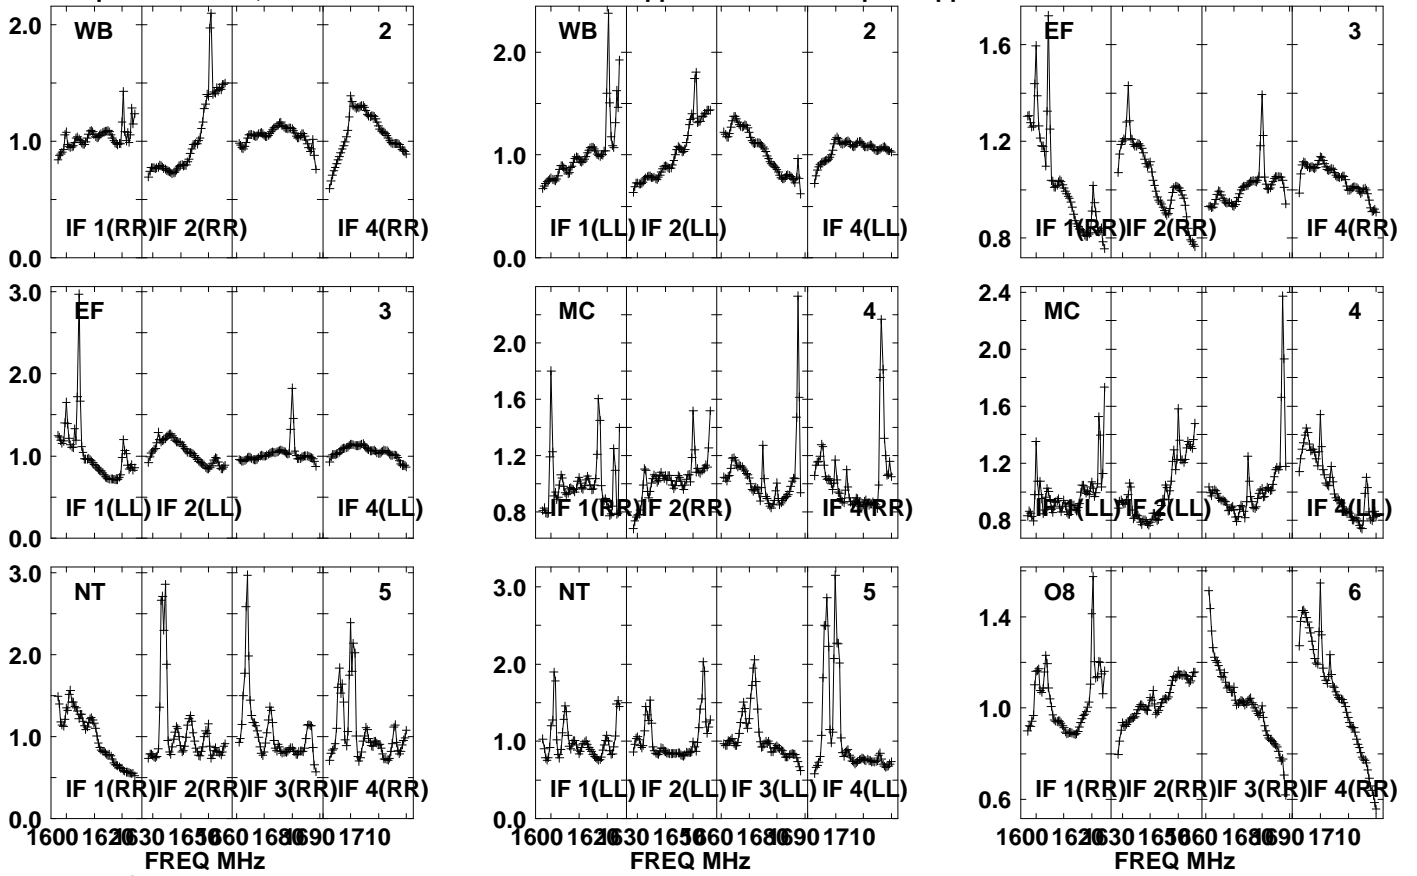 WB 2 WB 2 EF 3
2.0 2.0 1.6
1.0 1.0 1.2
0.0 0.0 0.8
IF 1(RR) IF 2(RR) IF 4(RR) IF 1(LL) IF 2(LL) IF 4(LL) IF 1(RR) IF 2(RR) IF 4(RR)
EF 3 MC 4 MC 4
3.0 2.0 2.4
2.0 1.6 2.0
1.0 1.2 1.6
0.0 0.8 1.2
0.8
IF 1(LL) IF 2(LL) IF 4(LL) IF 1(RR) IF 2(RR) IF 4(RR) IF 1(LL) IF 2(LL) IF 4(LL)
NT 5 NT 5 O8 6
3.0 3.0 1.4
2.0 2.0 1.0
1.0 1.0 0.6
0.0 0.0
IF 1(RR) IF 2(RR) IF 3(RR) IF 4(RR) IF 1(LL) IF 2(LL) IF 3(LL) IF 4(LL) IF 1(RR) IF 2(RR) IF 3(RR) IF 4(RR)
1600 1620 1630 1650 1660 1680 1690 1710 1600 1620 1630 1650 1660 1680 1690 1710 1600 1620 1630 1650 1660 1680 1690 1710
FREQ MHz FREQ MHz FREQ MHz